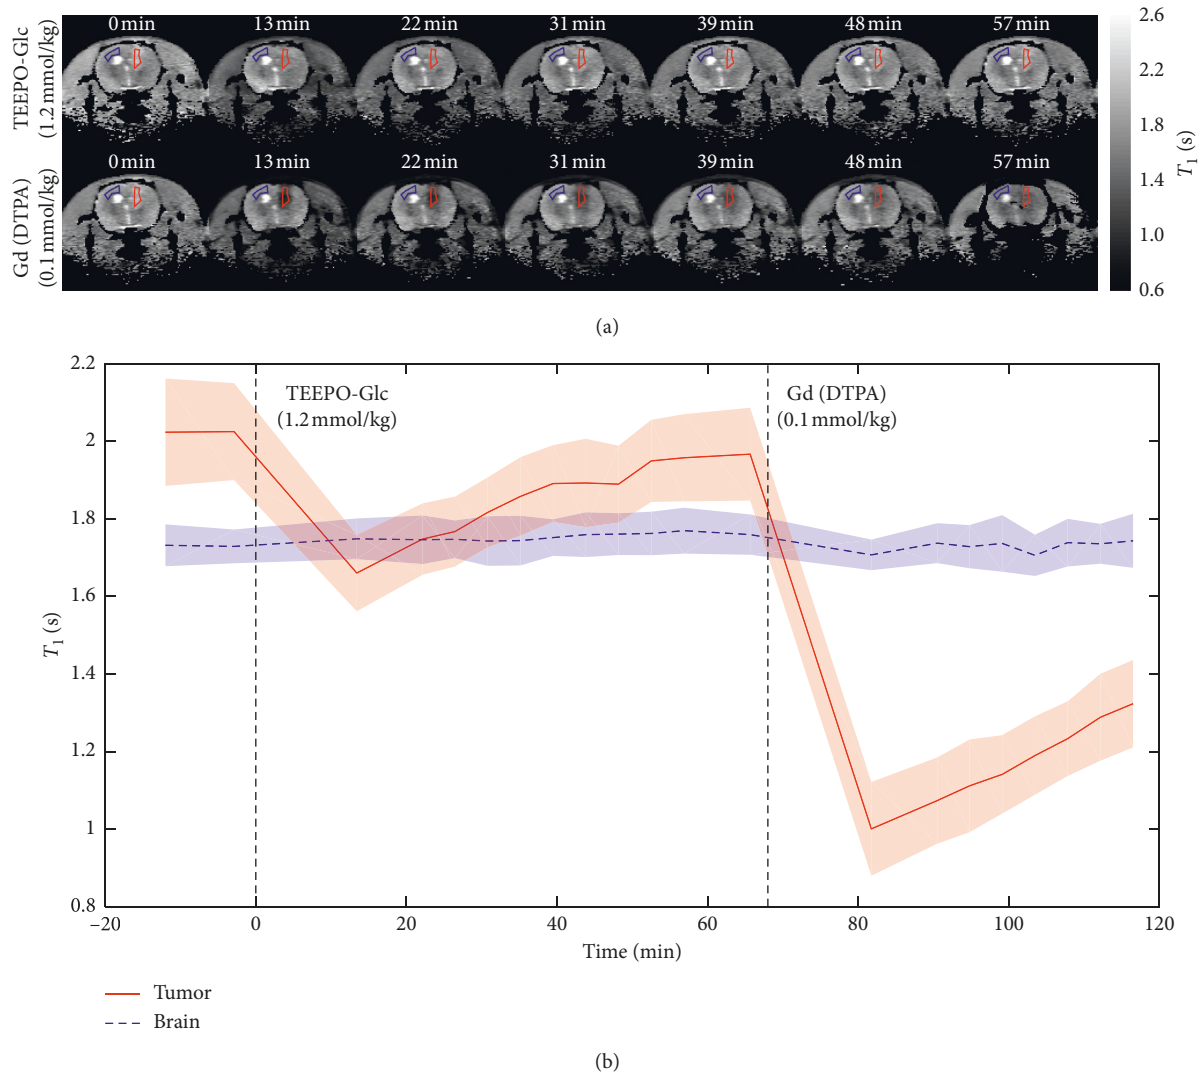 TEEPO-Glc
(1.2 mmol/kg)
0 min 13 min 22 min 31 min 39 min 48 min 57 min
Gd (DTPA)
(0.1 mmol/kg)
0 min 13 min 22 min 31 min 39 min 48 min 57 min
2.6
2.2
1.8
1.4
1.0
0.6
T1 (s)
(a)
2.2
2
1.8
1.6
1.4
1.2
1
0.8
T1 (s)
TEEPO-Glc
(1.2 mmol/kg)
Gd (DTPA)
(0.1 mmol/kg)
–20 0 20 40 60 80 100 120
Time (min)
Tumor
Brain
(b)